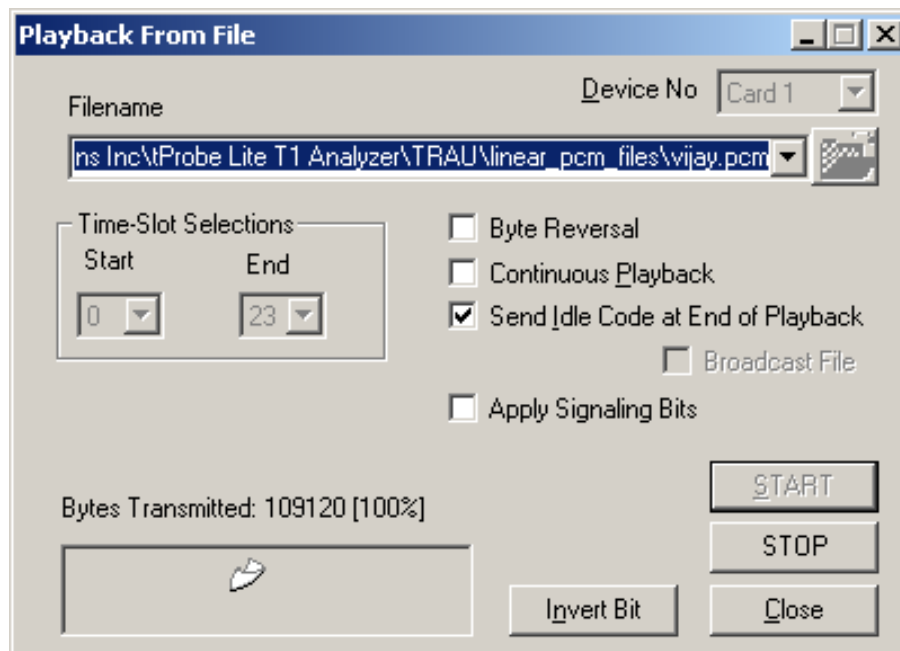 Playback From File
Device No Card 1
Filename
ns Inc\tProbe Lite T1 Analyzer\TRAU\linear_pcm_files\vijay.pcm
Time-Slot Selections
Start End
0 23
Byte Reversal
Continuous Playback
Send Idle Code at End of Playback
Broadcast File
Apply Signaling Bits
Bytes Transmitted: 109120 [100%]
START
STOP
Invert Bit
Close